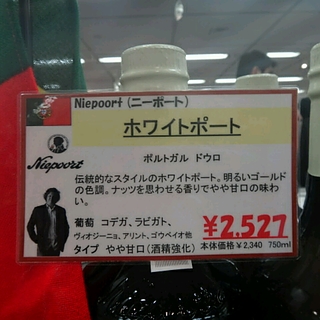 Niepoort (ニーポート)
ホワイトポート
Niepoort
ポルトガル ドウロ
伝統的なスタイルのホワイトポート。明るいゴールド
の色調。ナッツを思わせる香りでやや甘口の味わ
い。
葡萄 コデガ、ラビガト、
ヴィオジーニョ、アリント、ゴウベイオ他
¥2,527
タイプ やや甘口(酒精強化)
本体価格¥2,340 750ml